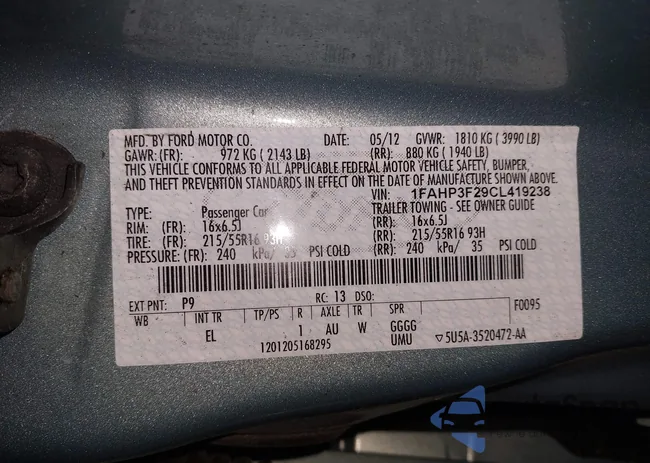 MFD. BY FORD MOTOR CO. DATE: 05/12 GVWR: 1810 KG ( 3990 LB)
GAWR: (FR): 972 KG ( 2143 LB) (RR): 880 KG ( 1940 LB)
THIS VEHICLE CONFORMS TO ALL APPLICABLE FEDERAL MOTOR VEHICLE SAFETY, BUMPER,
AND THEFT PREVENTION STANDARDS IN EFFECT ON THE DATE OF MANUFACTURE SHOWN ABOVE.
VIN: 1FAHP3F29CL419238
TYPE: Passenger Car TRAILER TOWING - SEE OWNER GUIDE
RIM: (FR): 16x6.5J (RR): 16x6.5J
TIRE: (FR): 215/55R16 93H (RR): 215/55R16 93H
PRESSURE: (FR): 240 kPa/ 35 PSI COLD (RR): 240 kPa/ 35 PSI COLD
EXT PNT: P9 RC: 13 DSO: F0095
WB INT TR TP/PS R AXLE TR SPR
EL 1 AU W GGGG
1201205168295 UMU ▽5U5A-3520472-AA